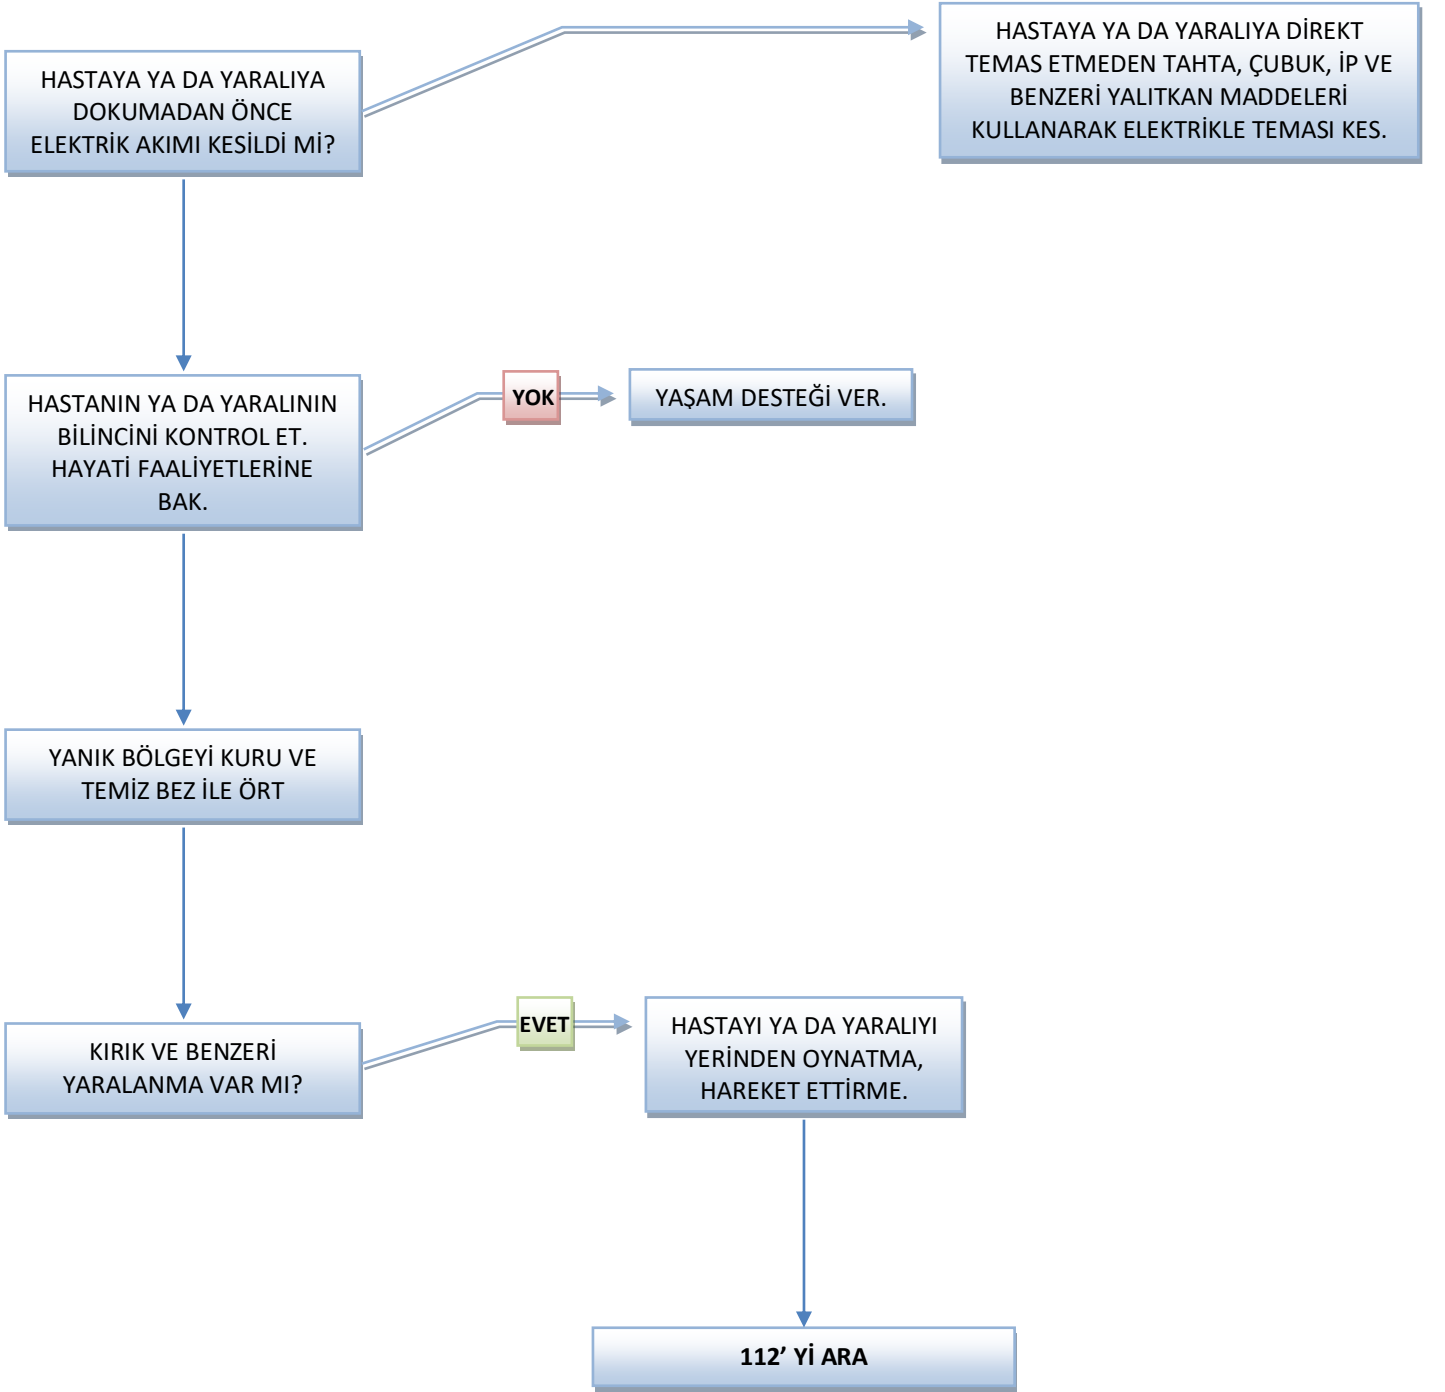 HASTAYA YA DA YARALIYA
DOKUMADAN ÖNCE
ELEKTRİK AKIMI KESİLDİ Mİ?
HASTAYA YA DA YARALIYA DİREKT
TEMAS ETMEDEN TAHTA, ÇUBUK, İP VE
BENZERİ YALITKAN MADDELERİ
KULLANARAK ELEKTRİKLE TEMASI KES.
HASTANIN YA DA YARALININ
BİLİNCİNİ KONTROL ET.
HAYATİ FAALİYETLERİNE
BAK.
YOK
YAŞAM DESTEĞİ VER.
YANIK BÖLGEYİ KURU VE
TEMİZ BEZ İLE ÖRT
KIRIK VE BENZERİ
YARALANMA VAR MI?
EVET
HASTAYI YA DA YARALIYI
YERİNDEN OYNATMA,
HAREKET ETTİRME.
112' Yİ ARA